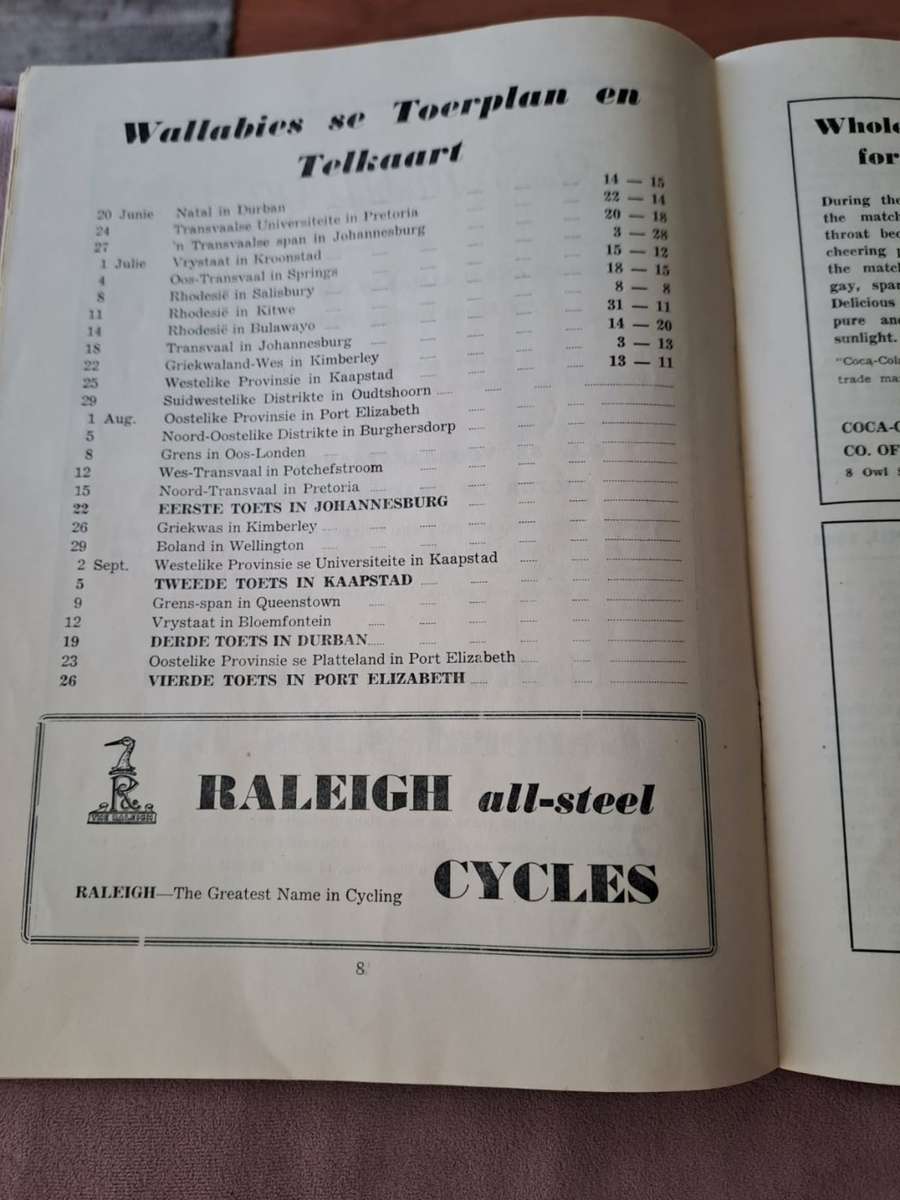 Wallabies se Toerplan en
Telkaart
20 Junie Natal in Durban 14 — 15
24 Transvaalse Universiteite in Pretoria 22 — 14
27 'n Transvaalse span in Johannesburg 20 — 18
1 Julie Vrystaat in Kroonstad 3 — 28
4 Oos-Transvaal in Springs 15 — 12
8 Rhodesië in Salisbury 18 — 15
11 Rhodesië in Kitwe 8 — 8
14 Rhodesië in Bulawayo 31 — 11
18 Transvaal in Johannesburg 14 — 20
22 Griekwaland-Wes in Kimberley 3 — 13
25 Westelike Provinsie in Kaapstad 13 — 11
29 Suidwestelike Distrikte in Oudtshoorn
1 Aug. Oostelike Provinsie in Port Elizabeth
5 Noord-Oostelike Distrikte in Burghersdorp
8 Grens in Oos-Londen
12 Wes-Transvaal in Potchefstroom
15 Noord-Transvaal in Pretoria
22 EERSTE TOETS IN JOHANNESBURG
26 Griekwas in Kimberley
29 Boland in Wellington
2 Sept. Westelike Provinsie se Universiteite in Kaapstad
5 TWEEDE TOETS IN KAAPSTAD
9 Grens-span in Queenstown
12 Vrystaat in Bloemfontein
19 DERDE TOETS IN DURBAN
23 Oostelike Provinsie se Platteland in Port Elizabeth
26 VIERDE TOETS IN PORT ELIZABETH
R
THE RALEIGH
RALEIGH all-steel
CYCLES
RALEIGH—The Greatest Name in Cycling
8
Whole
for
During the
the match
throat bec
cheering p
the match
gay, spar
Delicious
pure and
sunlight.
"Coca-Cola
trade mar
COCA-C
CO. OF
8 Owl S